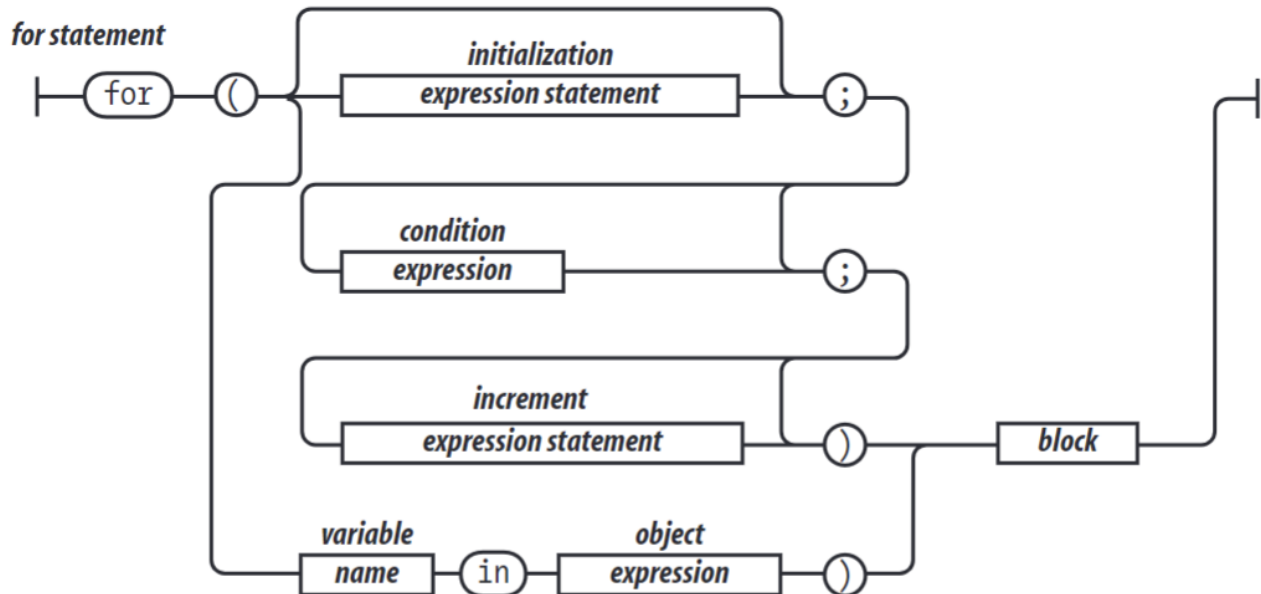 for statement
initialization
for ( expression statement ;
condition
expression ;
increment
expression statement ) block
variable object
name in expression )